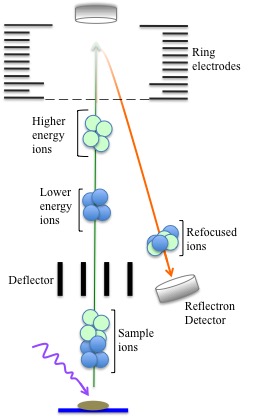 Ring
electrodes
Higher
energy
ions
Lower
energy
ions
Refocused
ions
Deflector
Reflectron
Detector
Sample
ions